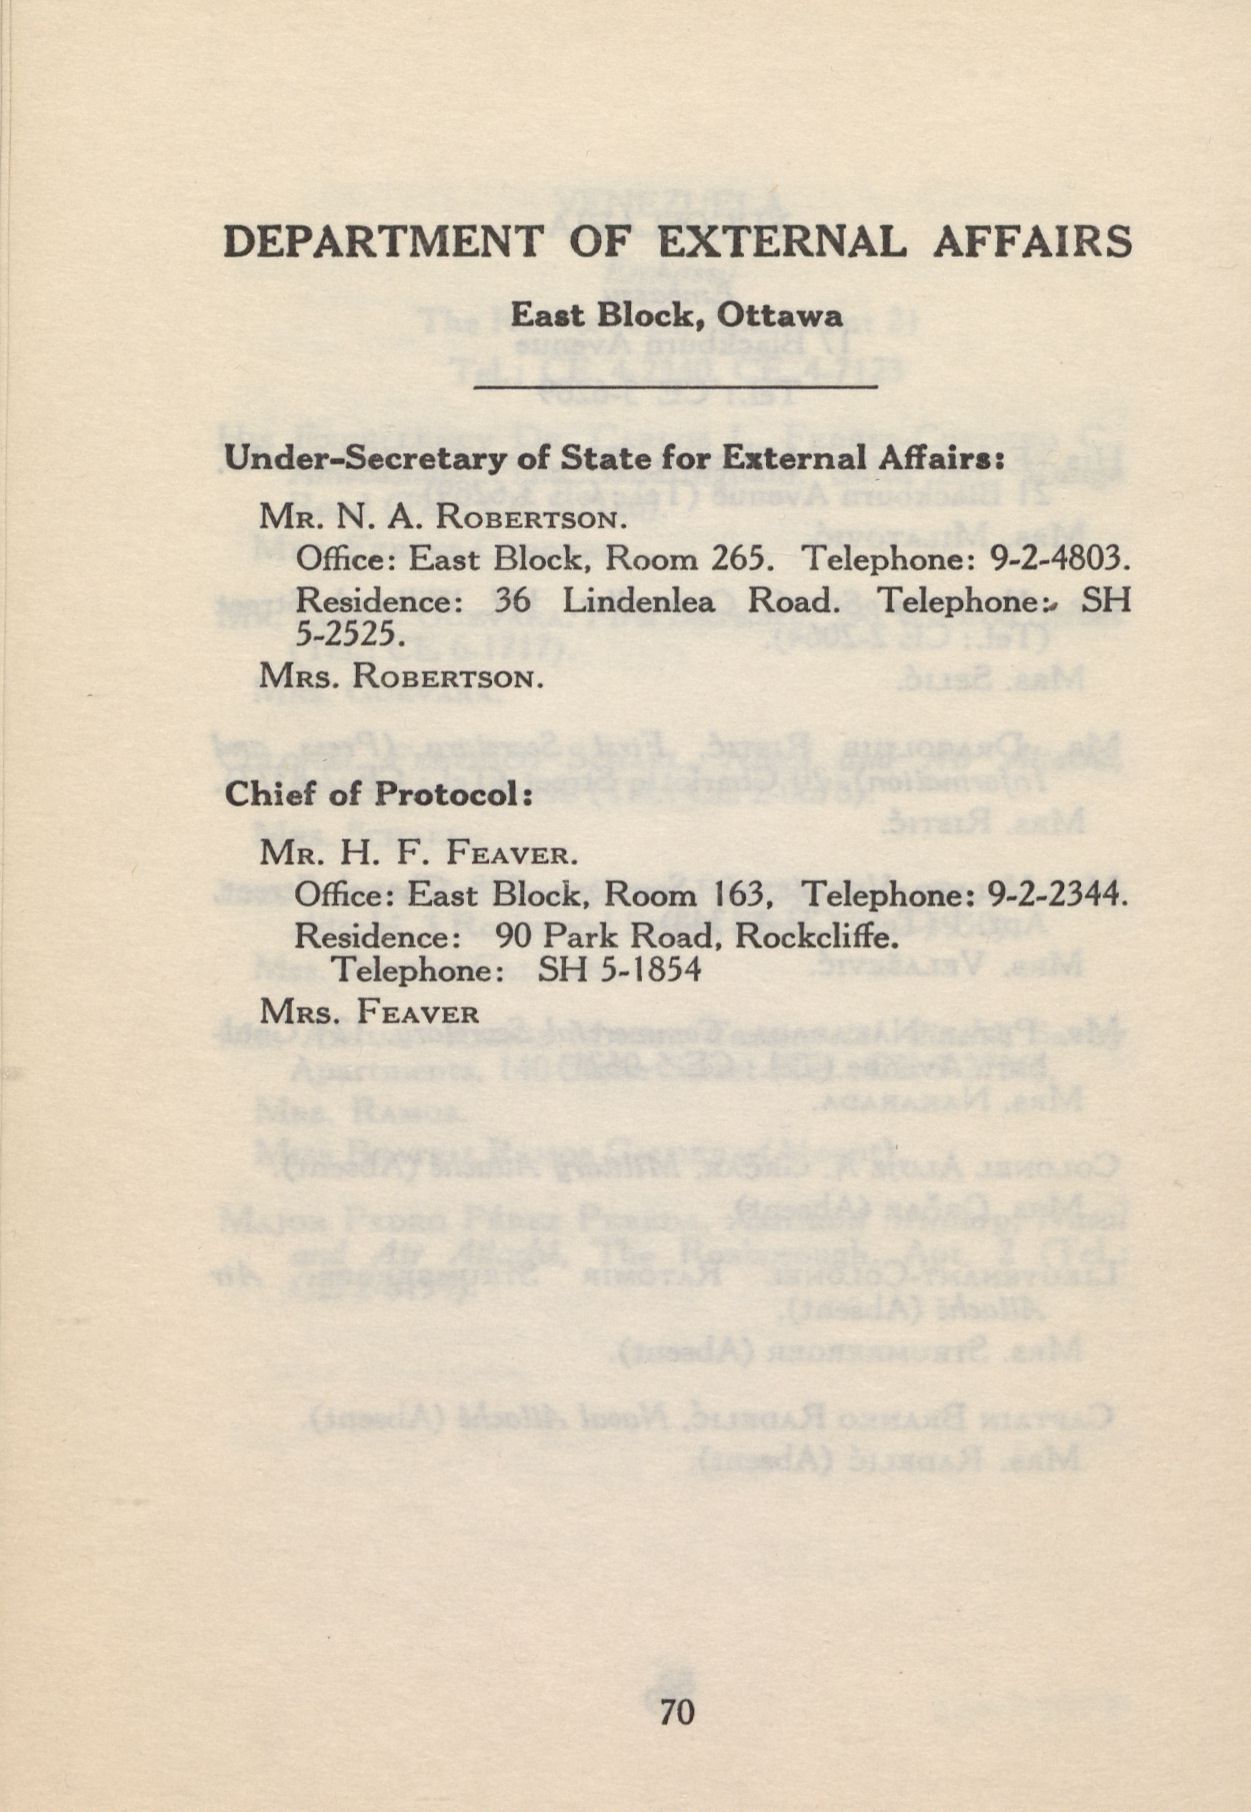 DEPARTMENT OF EXTERNAL AFFAIRS
East Block, Ottawa
Under-Secretary of State for External Affairs:
MR. N. A. ROBERTSON.
Office: East Block, Room 265. Telephone: 9-2-4803.
Residence: 36 Lindenlea Road. Telephone: SH
5-2525.
MRS. ROBERTSON.
Chief of Protocol:
MR. H. F. FEAVER.
Office: East Block, Room 163, Telephone: 9-2-2344.
Residence: 90 Park Road, Rockcliffe.
Telephone: SH 5-1854
MRS. FEAVER
70